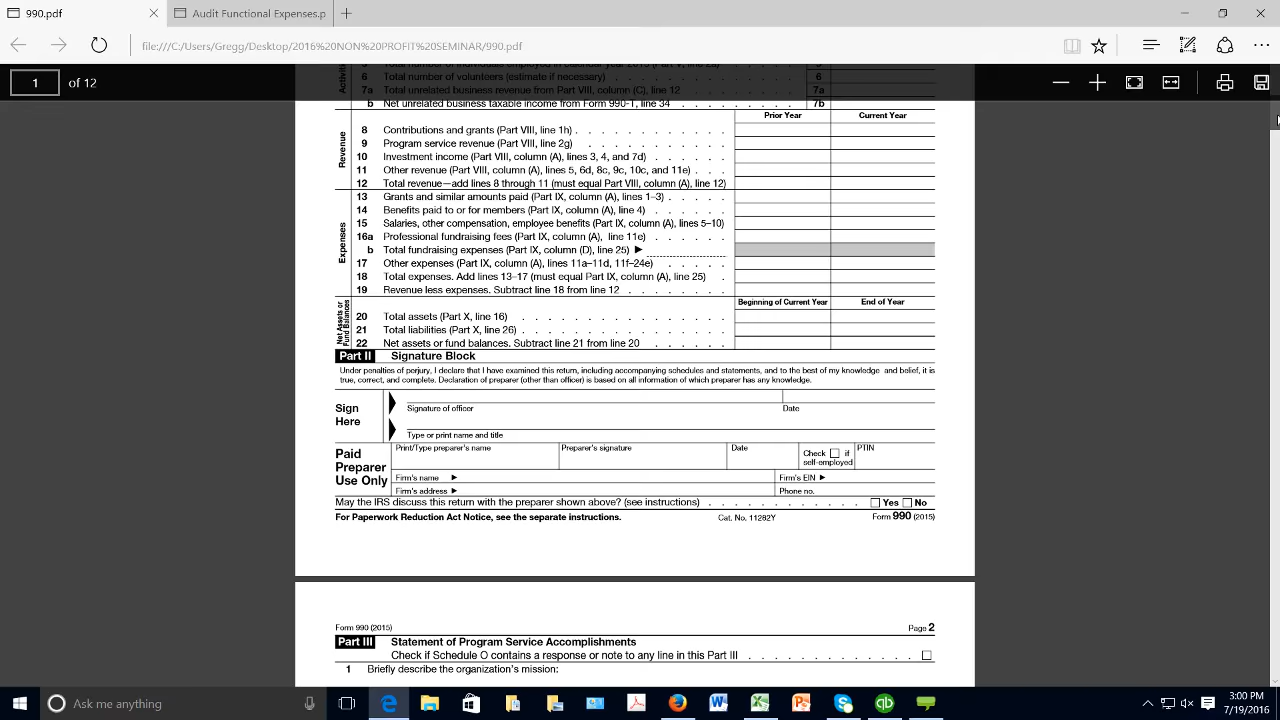 990.pdf
Audit Functional Expenses.p
file:///C:/Users/Gregg/Desktop/2016%20NON%20PROFIT%20SEMINAR/990.pdf
1 of 12
Activiti
5 Total number of individuals employed in calendar year 2015 (Part V, line 2a) 5
6 Total number of volunteers (estimate if necessary) 6
7a Total unrelated business revenue from Part VIII, column (C), line 12 7a
b Net unrelated business taxable income from Form 990-T, line 34 . . . . . . . . . 7b
Prior Year Current Year
Revenue
8 Contributions and grants (Part VIII, line 1h) . . . . . . . . . . . .
9 Program service revenue (Part VIII, line 2g) . . . . . . . . . . . .
10 Investment income (Part VIII, column (A), lines 3, 4, and 7d) . . . . . .
11 Other revenue (Part VIII, column (A), lines 5, 6d, 8c, 9c, 10c, and 11e) . . .
12 Total revenue—add lines 8 through 11 (must equal Part VIII, column (A), line 12)
Expenses
13 Grants and similar amounts paid (Part IX, column (A), lines 1–3) . . . . .
14 Benefits paid to or for members (Part IX, column (A), line 4) . . . . . .
15 Salaries, other compensation, employee benefits (Part IX, column (A), lines 5–10)
16a Professional fundraising fees (Part IX, column (A), line 11e) . . . . . .
b Total fundraising expenses (Part IX, column (D), line 25) ▶
17 Other expenses (Part IX, column (A), lines 11a–11d, 11f–24e) . . . . .
18 Total expenses. Add lines 13–17 (must equal Part IX, column (A), line 25) .
19 Revenue less expenses. Subtract line 18 from line 12 . . . . . . . .
Net Assets or
Fund Balances
Beginning of Current Year End of Year
20 Total assets (Part X, line 16) . . . . . . . . . . . . . . . .
21 Total liabilities (Part X, line 26) . . . . . . . . . . . . . . . .
22 Net assets or fund balances. Subtract line 21 from line 20 . . . . . .
Part II Signature Block
Under penalties of perjury, I declare that I have examined this return, including accompanying schedules and statements, and to the best of my knowledge and belief, it is
true, correct, and complete. Declaration of preparer (other than officer) is based on all information of which preparer has any knowledge.
Sign
Here
Signature of officer Date
Type or print name and title
Paid
Preparer
Use Only
Print/Type preparer's name Preparer's signature Date Check if
self-employed PTIN
Firm's name ▶ Firm's EIN ▶
Firm's address ▶ Phone no.
May the IRS discuss this return with the preparer shown above? (see instructions) . . . . . . . . . . . . Yes No
For Paperwork Reduction Act Notice, see the separate instructions. Cat. No. 11282Y Form 990 (2015)
Form 990 (2015) Page 2
Part III Statement of Program Service Accomplishments
Check if Schedule O contains a response or note to any line in this Part III . . . . . . . . . . . . .
1 Briefly describe the organization's mission:
Ask me anything
3:00 PM
7/19/2016